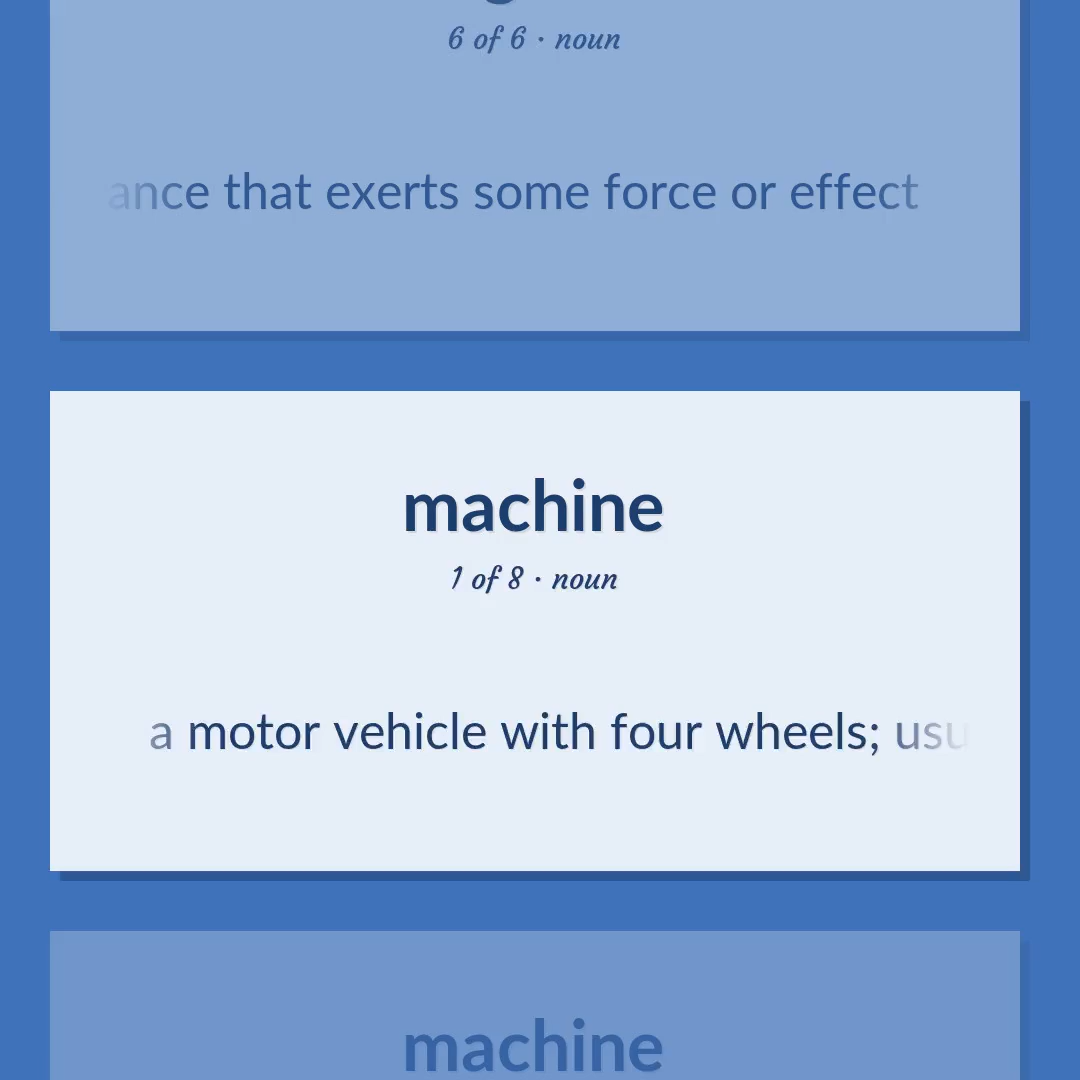 6 of 6 · noun
ance that exerts some force or effect
machine
1 of 8 · noun
a motor vehicle with four wheels; usu
machine